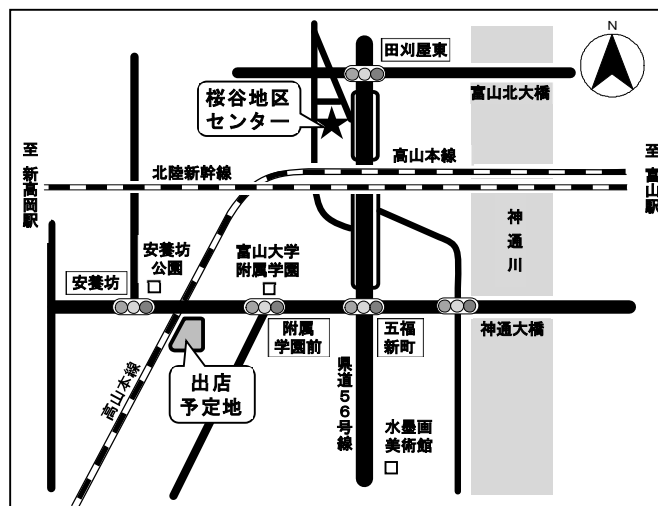 田刈屋東
N
桜谷地区
センター
富山北大橋
至 新高岡駅
北陸新幹線
高山本線
至 富山駅
神通川
安養坊
公園
富山大学
附属学園
安養坊
附属
学園前
五福
新町
神通大橋
出店
予定地
高山本線
県道56号線
水墨画
美術館